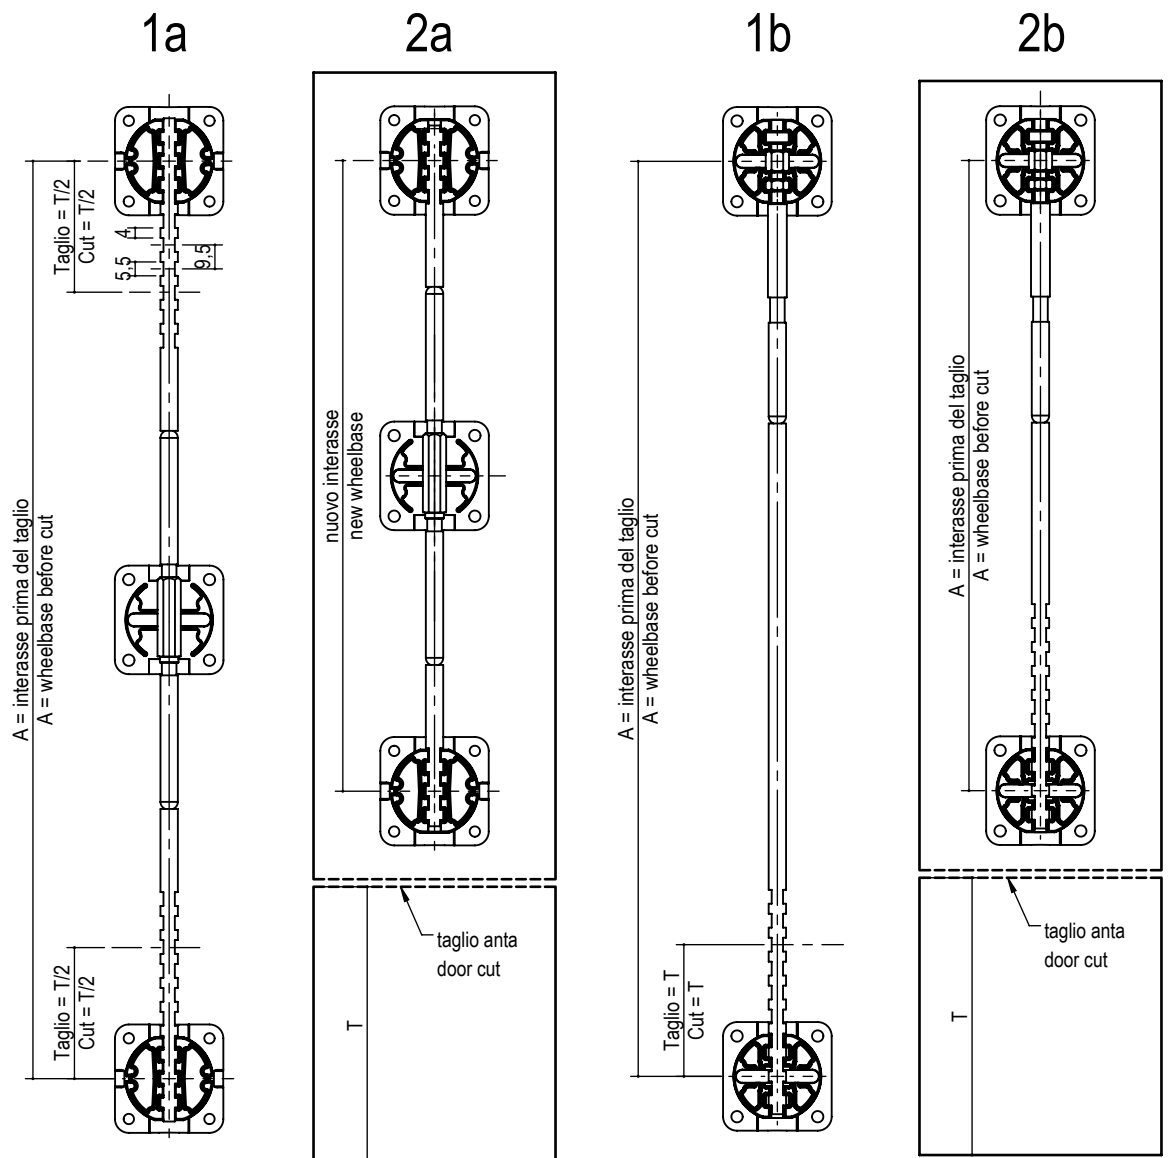 1a
2a
1b
2b
Taglio = T/2
Cut = T/2
4
5,5
9,5
A = interasse prima del taglio
A = wheelbase before cut
Taglio = T/2
Cut = T/2
nuovo interasse
new wheelbase
taglio anta
door cut
T
A = interasse prima del taglio
A = wheelbase before cut
Taglio = T
Cut = T
A = interasse prima del taglio
A = wheelbase before cut
taglio anta
door cut
T